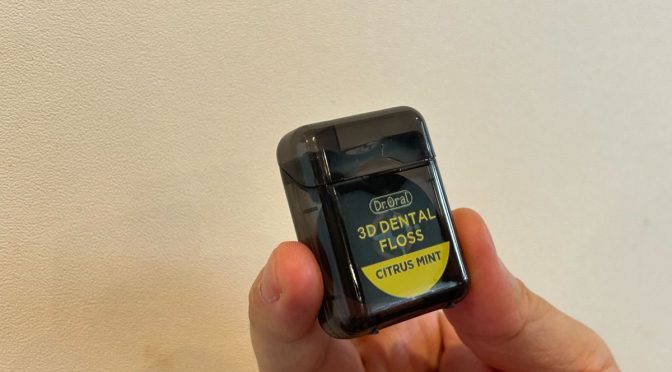 Dr.Oral
3D DENTAL
FLOSS
CITRUS MINT